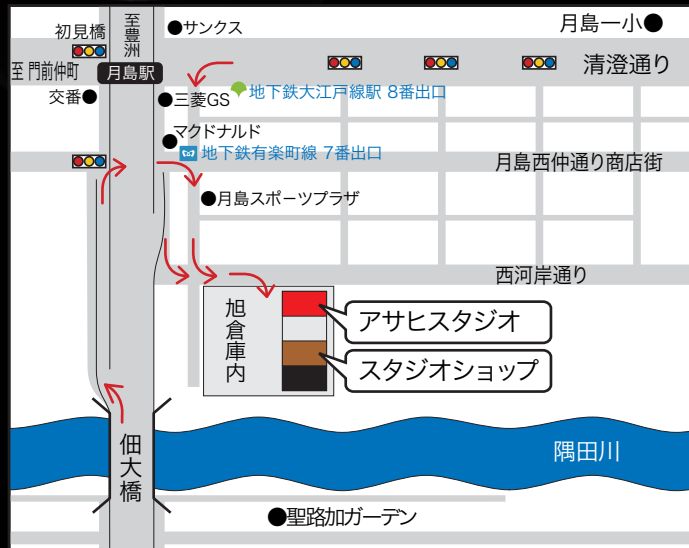 至豊洲
●サンクス
月島一小●
初見橋
至 門前仲町
月島駅
清澄通り
交番●
●三菱GS
地下鉄大江戸線駅 8番出口
マクドナルド
地下鉄有楽町線 7番出口
月島西仲通り商店街
●月島スポーツプラザ
西河岸通り
旭倉庫内
アサヒスタジオ
スタジオショップ
佃大橋
隅田川
●聖路加ガーデン